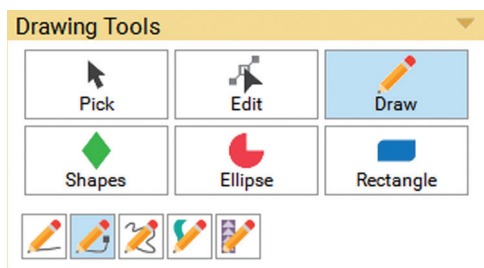 Drawing Tools
Pick
Edit
Draw
Shapes
Ellipse
Rectangle